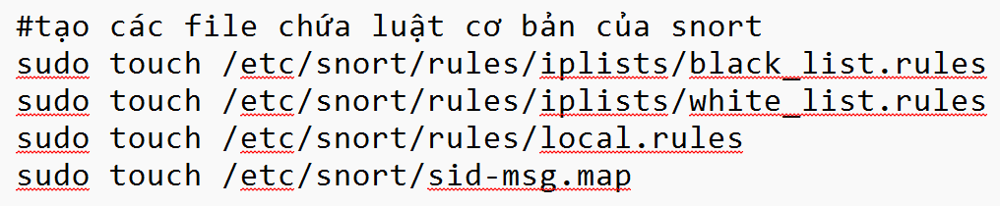 #tạo các file chứa luật cơ bản của snort
sudo touch /etc/snort/rules/iplists/black_list.rules
sudo touch /etc/snort/rules/iplists/white_list.rules
sudo touch /etc/snort/rules/local.rules
sudo touch /etc/snort/sid-msg.map